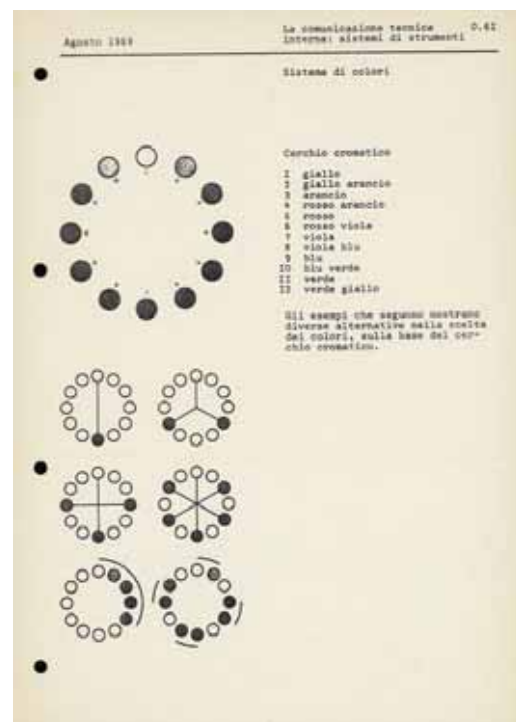 Agosto 1969
La comunicazione tecnica 0.41
interna: sistemi di strumenti
Sistema di colori
Cerchio cromatico
1 giallo
2 giallo arancio
3 arancio
4 rosso arancio
5 rosso
6 rosso viola
7 viola
8 viola blu
9 blu
10 blu verde
11 verde
12 verde giallo
Gli esempi che seguono mostrano
diverse alternative nella scelta
dei colori, sulla base del cer-
chio cromatico.